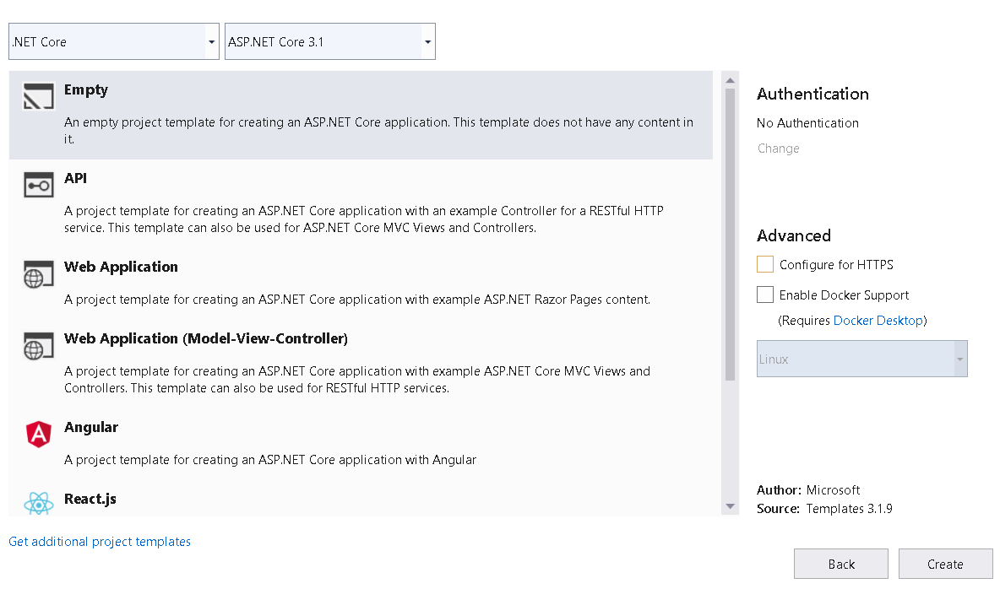 .NET Core
ASP.NET Core 3.1
Empty
An empty project template for creating an ASP.NET Core application. This template does not have any content in
it.
API
A project template for creating an ASP.NET Core application with an example Controller for a RESTful HTTP
service. This template can also be used for ASP.NET Core MVC Views and Controllers.
Web Application
A project template for creating an ASP.NET Core application with example ASP.NET Razor Pages content.
Web Application (Model-View-Controller)
A project template for creating an ASP.NET Core application with example ASP.NET Core MVC Views and
Controllers. This template can also be used for RESTful HTTP services.
Angular
A project template for creating an ASP.NET Core application with Angular
React.js
Get additional project templates
Authentication
No Authentication
Change
Advanced
Configure for HTTPS
Enable Docker Support
(Requires Docker Desktop)
Linux
Author: Microsoft
Source: Templates 3.1.9
Back
Create